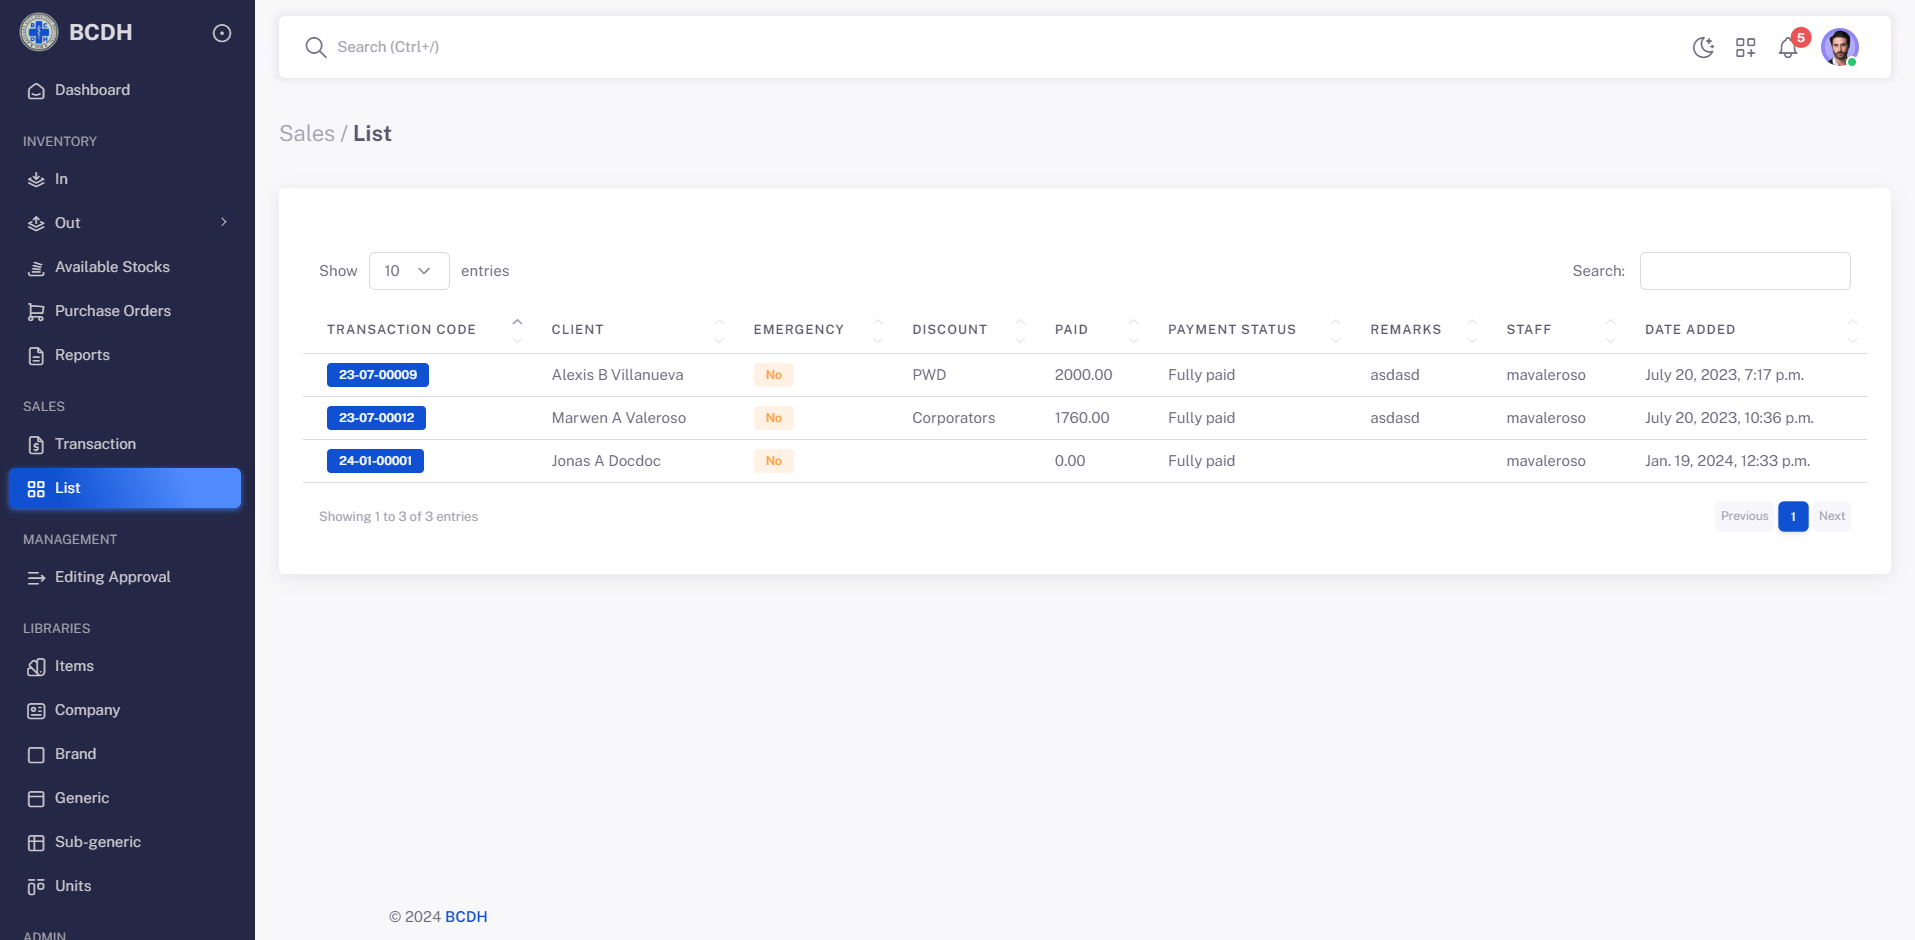 BCDH
Search (Ctrl+/)
5
Dashboard
INVENTORY
In
Out
Available Stocks
Purchase Orders
Reports
SALES
Transaction
List
MANAGEMENT
Editing Approval
LIBRARIES
Items
Company
Brand
Generic
Sub-generic
Units
ADMIN
Sales / List
Show 10 entries
Search:
TRANSACTION CODE CLIENT EMERGENCY DISCOUNT PAID PAYMENT STATUS REMARKS STAFF DATE ADDED
23-07-00009 Alexis B Villanueva No PWD 2000.00 Fully paid asdasd mavaleroso July 20, 2023, 7:17 p.m.
23-07-00012 Marwen A Valeroso No Corporators 1760.00 Fully paid asdasd mavaleroso July 20, 2023, 10:36 p.m.
24-01-00001 Jonas A Docdoc No 0.00 Fully paid mavaleroso Jan. 19, 2024, 12:33 p.m.
Showing 1 to 3 of 3 entries
Previous 1 Next
© 2024 BCDH